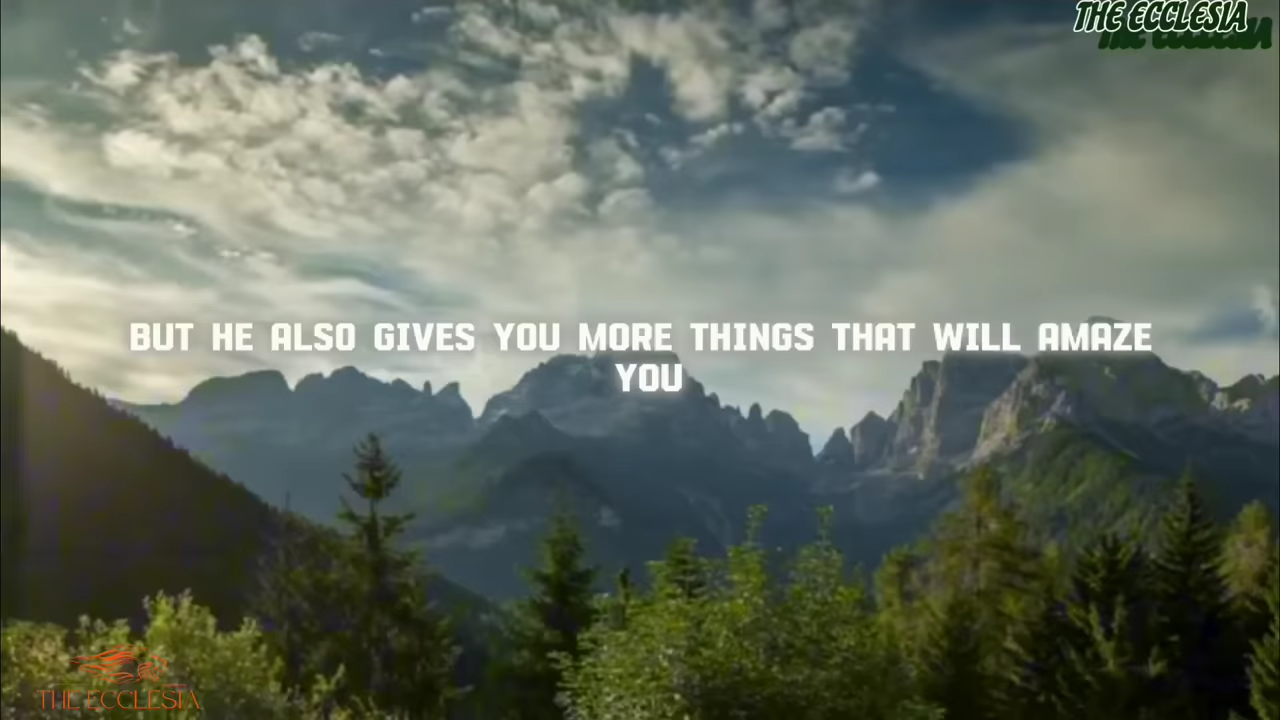 THE ECCLESIA
BUT HE ALSO GIVES YOU MORE THINGS THAT WILL AMAZE
YOU
THE ECCLESIA